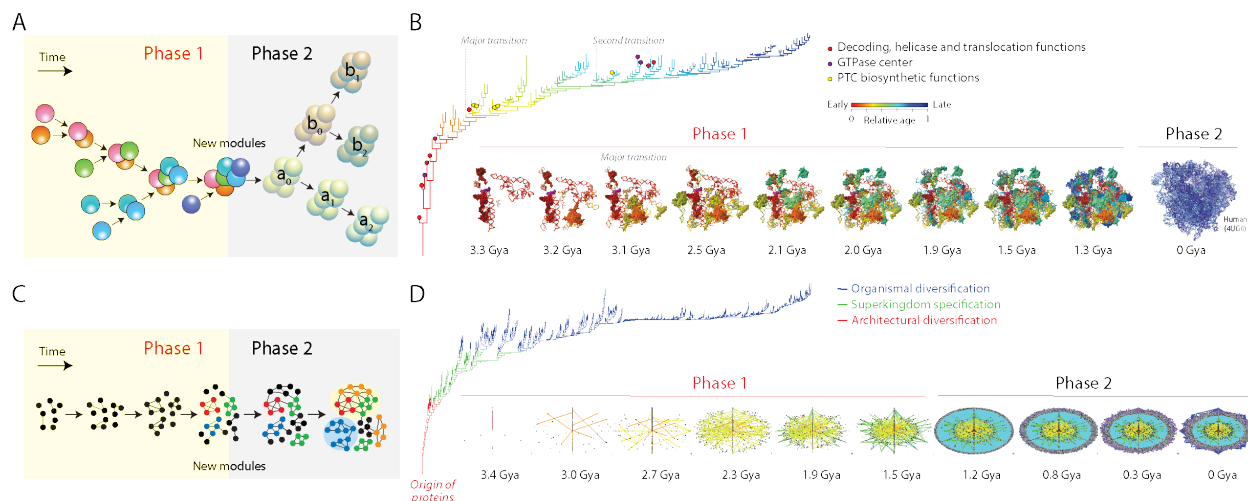 A
Phase 1
Phase 2
Time
New modules
a0
b0
b1
b2
a1
a2
B
Major transition
Second transition
Decoding, helicase and translocation functions
GTPase center
PTC biosynthetic functions
Early
Late
0
Relative age
1
Phase 1
Phase 2
Major transition
Human
(4UG0)
3.3 Gya
3.2 Gya
3.1 Gya
2.5 Gya
2.1 Gya
2.0 Gya
1.9 Gya
1.5 Gya
1.3 Gya
0 Gya
C
Phase 1
Phase 2
Time
New modules
D
Organismal diversification
Superkingdom specification
Architectural diversification
Phase 1
Phase 2
3.4 Gya
3.0 Gya
2.7 Gya
2.3 Gya
1.9 Gya
1.5 Gya
1.2 Gya
0.8 Gya
0.3 Gya
0 Gya
Origin of
proteins